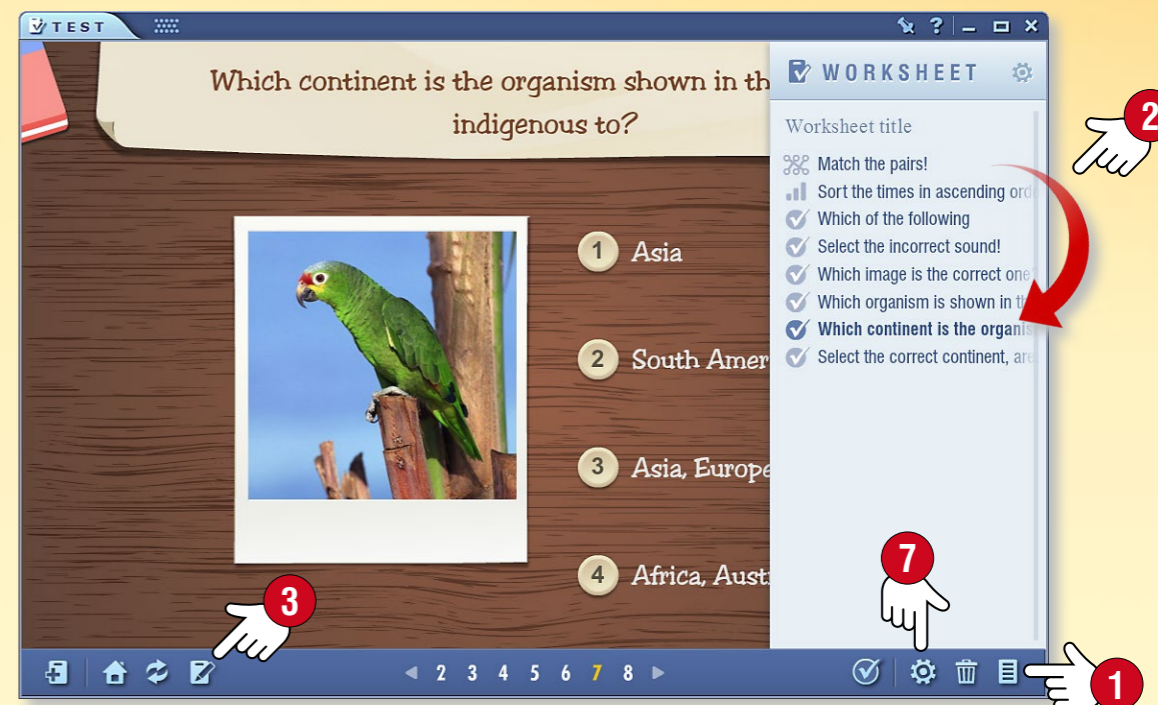 TEST
?
Which continent is the organism shown in th
indigenous to?
1 Asia
2 South Amer
3 Asia, Europe
4 Africa, Aust
WORKSHEET
Worksheet title
Match the pairs!
Sort the times in ascending orde
Which of the following
Select the incorrect sound!
Which image is the correct one?
Which organism is shown in th
Which continent is the organis
Select the correct continent, are
2
7
3
2 3 4 5 6 7 8
1